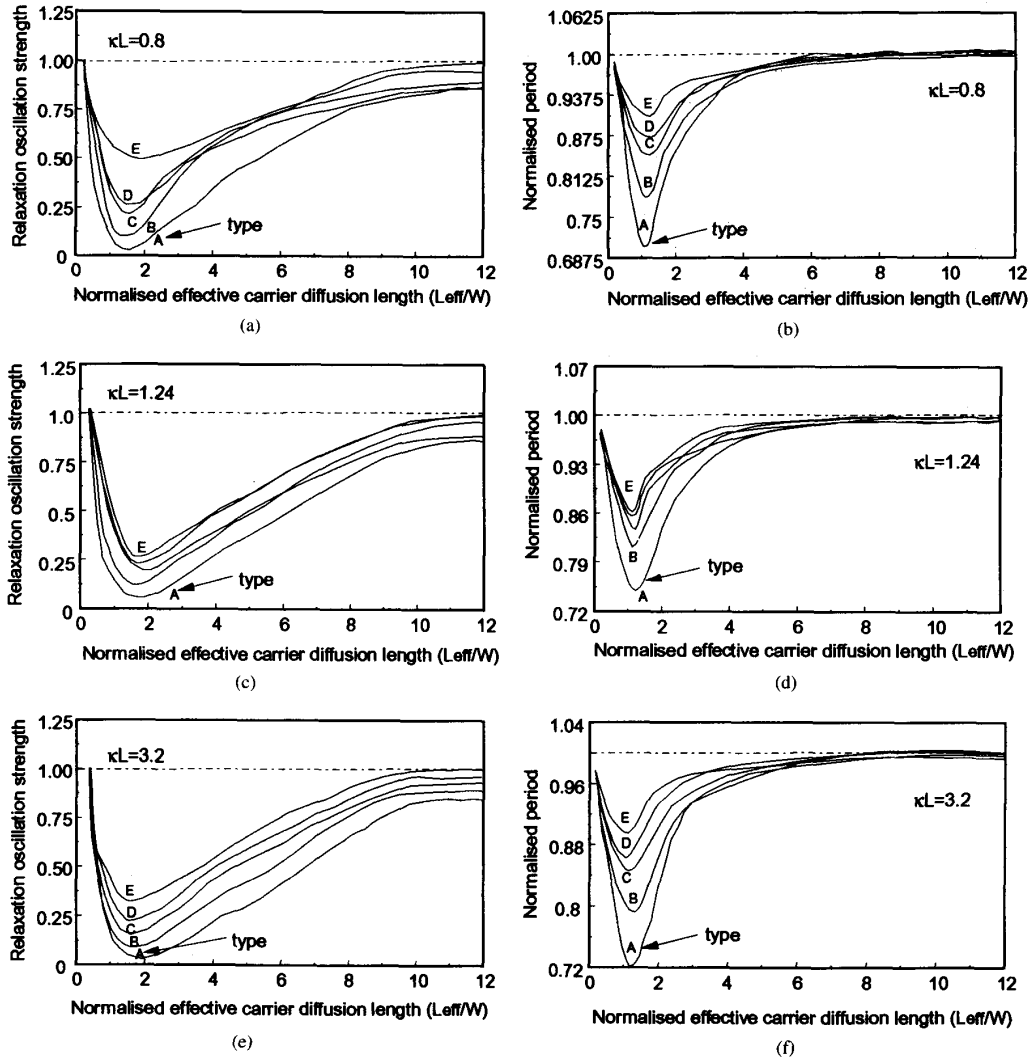 1.25
1.00
0.75
0.50
0.25
0
Relaxation oscillation strength
κL=0.8
E
D
C
B
A
type
0 2 4 6 8 10 12
Normalised effective carrier diffusion length (Leff/W)
(a)
1.0625
1.00
0.9375
0.875
0.8125
0.75
0.6875
Normalised period
κL=0.8
E
D
C
B
A
type
0 2 4 6 8 10 12
Normalised effective carrier diffusion length (Leff/W)
(b)
1.25
1.0
0.75
0.5
0.25
0
Relaxation oscillation strength
κL=1.24
E
A
type
0 2 4 6 8 10 12
Normalised effective carrier diffusion length (Leff/W)
(c)
1.07
1.00
0.93
0.86
0.79
0.72
Normalised period
κL=1.24
E
B
A
type
0 2 4 6 8 10 12
Normalised effective carrier diffusion length (Leff/W)
(d)
1.25
1.00
0.75
0.50
0.25
0
Relaxation oscillation strength
κL=3.2
E
D
C
B
A
type
0 2 4 6 8 10 12
Normalised effective carrier diffusion length (Leff/W)
(e)
1.04
0.96
0.88
0.8
0.72
Normalised period
κL=3.2
E
D
C
B
A
type
0 2 4 6 8 10 12
Normalised effective carrier diffusion length (Leff/W)
(f)